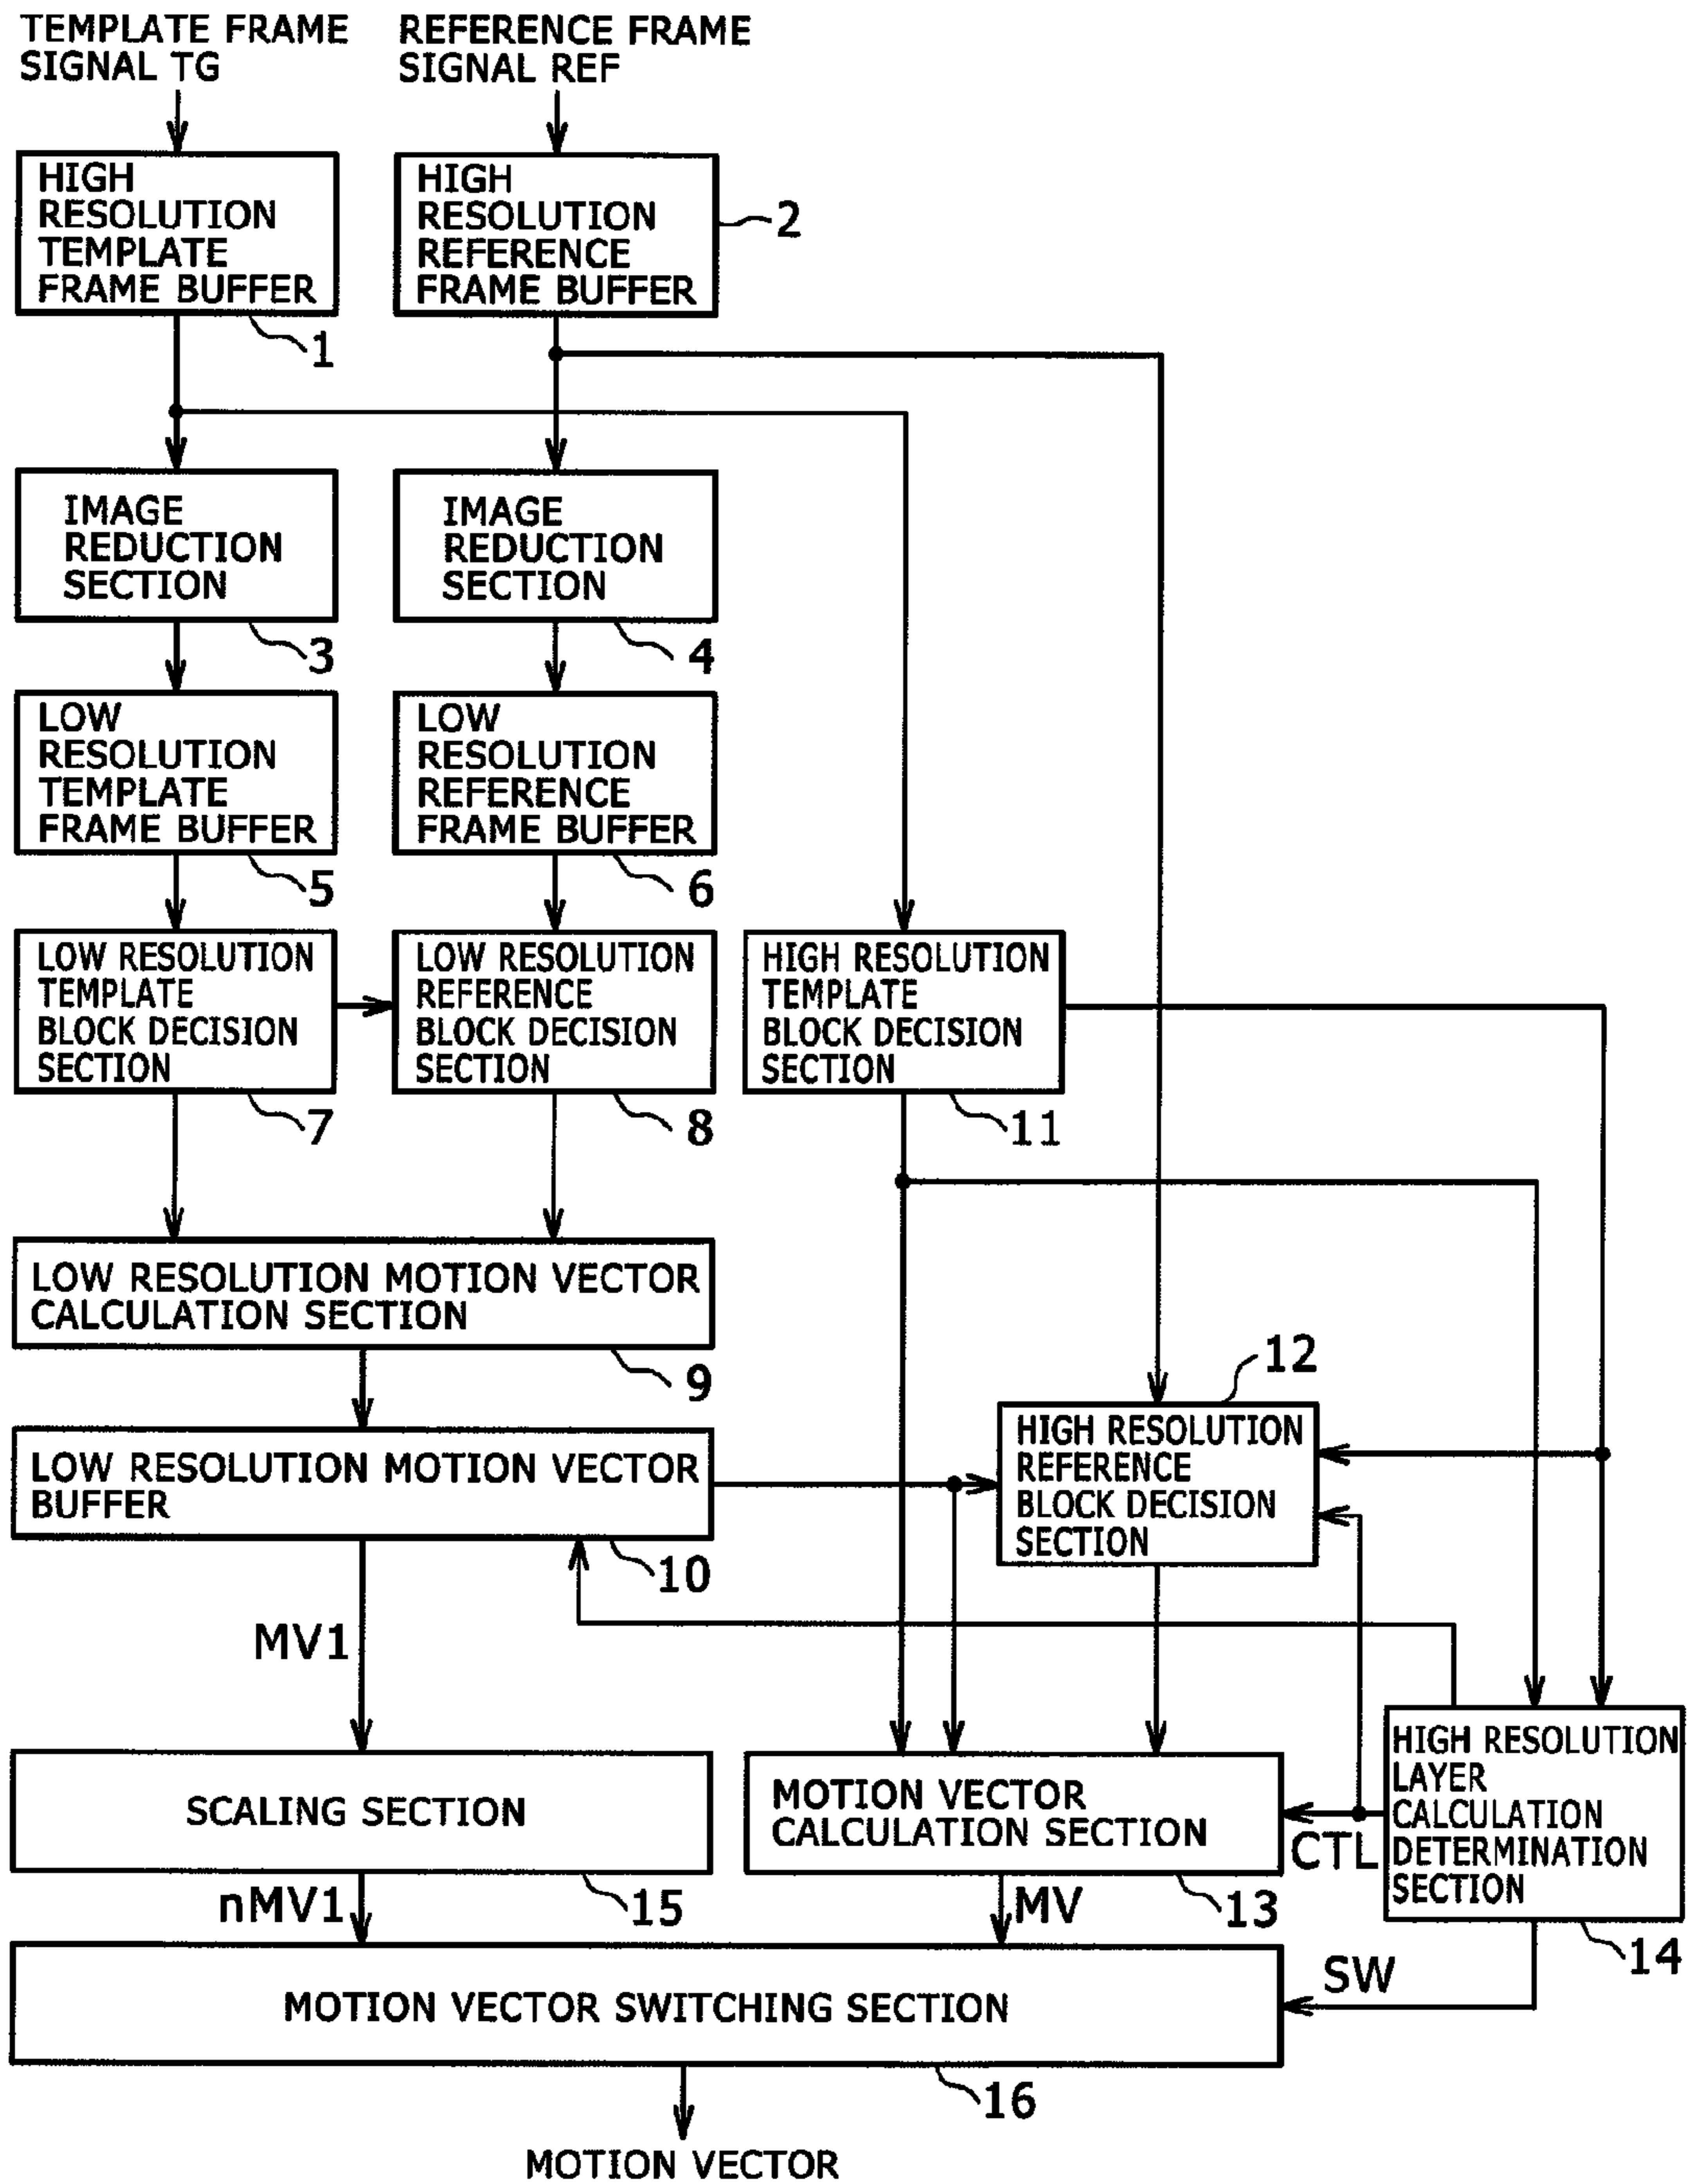 TEMPLATE FRAME
SIGNAL TG
REFERENCE FRAME
SIGNAL REF
HIGH
RESOLUTION
TEMPLATE
FRAME BUFFER
1
HIGH
RESOLUTION
REFERENCE
FRAME BUFFER
2
IMAGE
REDUCTION
SECTION
3
IMAGE
REDUCTION
SECTION
4
LOW
RESOLUTION
TEMPLATE
FRAME BUFFER
5
LOW
RESOLUTION
REFERENCE
FRAME BUFFER
6
LOW RESOLUTION
TEMPLATE
BLOCK DECISION
SECTION
7
LOW RESOLUTION
REFERENCE
BLOCK DECISION
SECTION
8
HIGH RESOLUTION
TEMPLATE
BLOCK DECISION
SECTION
11
LOW RESOLUTION MOTION VECTOR
CALCULATION SECTION
9
12
HIGH RESOLUTION
REFERENCE
BLOCK DECISION
SECTION
LOW RESOLUTION MOTION VECTOR
BUFFER
10
MV1
SCALING SECTION
15
MOTION VECTOR
CALCULATION SECTION
13
CTL
HIGH RESOLUTION
LAYER
CALCULATION
DETERMINATION
SECTION
14
nMV1
MV
SW
MOTION VECTOR SWITCHING SECTION
16
MOTION VECTOR